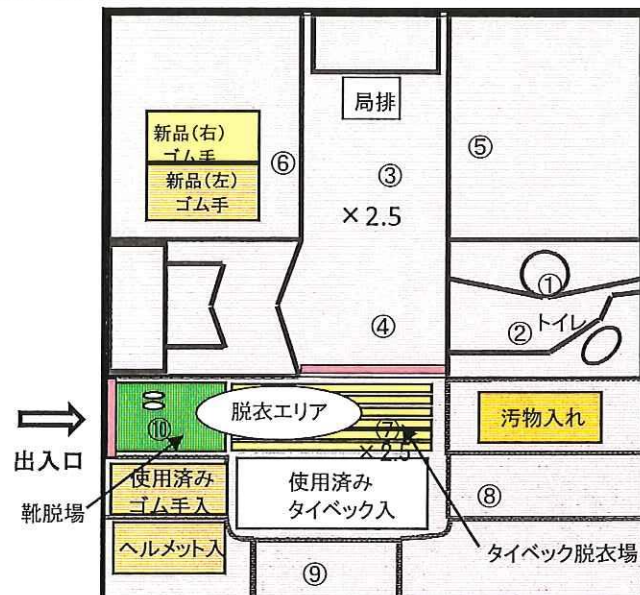 局排
新品(右)
ゴム手
新品(左)
ゴム手
⑥
③
×2.5
⑤
①
②
トイレ
④
脱衣エリア
⑩
⑦
×2.5
汚物入れ
出入口
靴脱場
使用済み
ゴム手入
使用済み
タイベック入
⑧
ヘルメット入
⑨
タイベック脱衣場